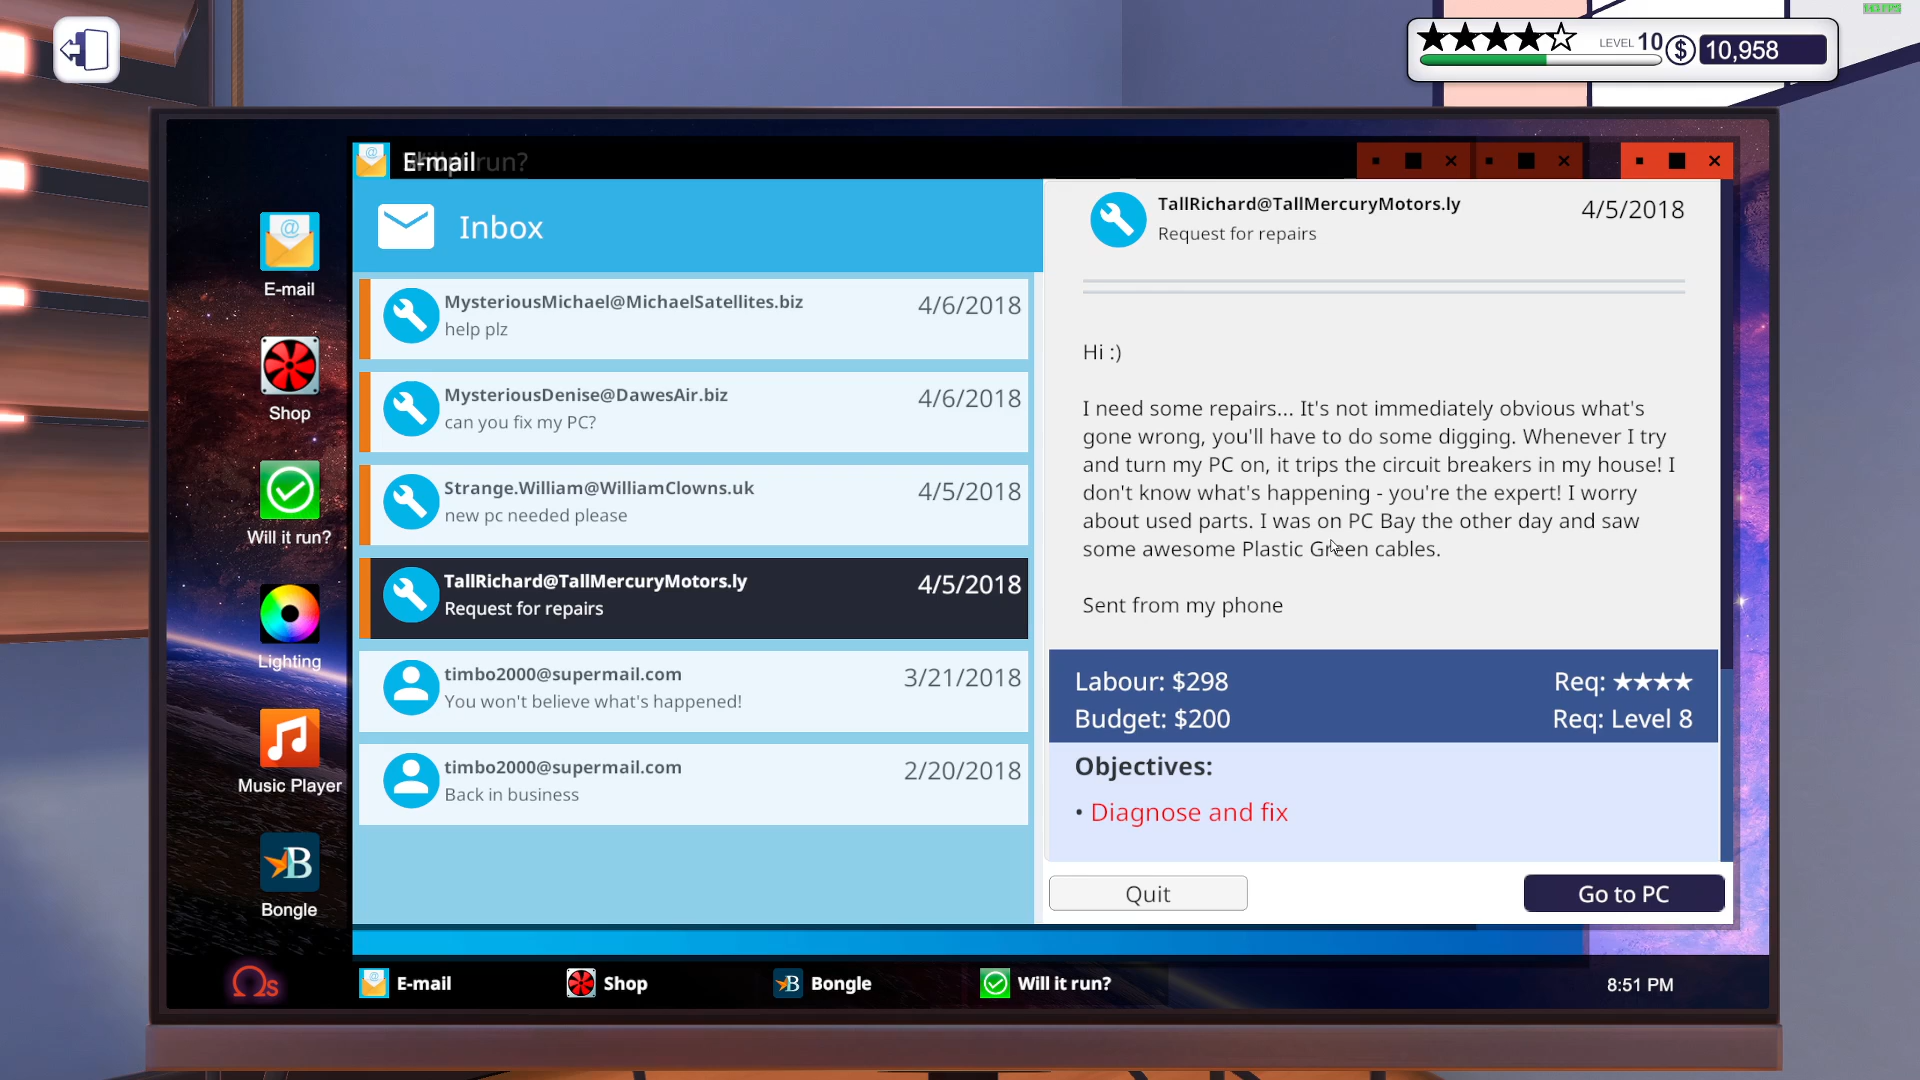 LEVEL 10
$ 10,958
E-mail
Inbox
MysteriousMichael@MichaelSatellites.biz
4/6/2018
help plz
MysteriousDenise@DawesAir.biz
4/6/2018
can you fix my PC?
Strange.William@WilliamClowns.uk
4/5/2018
new pc needed please
TallRichard@TallMercuryMotors.ly
4/5/2018
Request for repairs
timbo2000@supermail.com
3/21/2018
You won't believe what's happened!
timbo2000@supermail.com
2/20/2018
Back in business
TallRichard@TallMercuryMotors.ly
4/5/2018
Request for repairs
Hi :)
I need some repairs... It's not immediately obvious what's
gone wrong, you'll have to do some digging. Whenever I try
and turn my PC on, it trips the circuit breakers in my house! I
don't know what's happening - you're the expert! I worry
about used parts. I was on PC Bay the other day and saw
some awesome Plastic Green cables.
Sent from my phone
Labour: $298
Req: ★★★★
Budget: $200
Req: Level 8
Objectives:
• Diagnose and fix
Quit
Go to PC
E-mail
Shop
Will it run?
Lighting
Music Player
B
Bongle
Ωs
E-mail
Shop
B
Bongle
Will it run?
8:51 PM